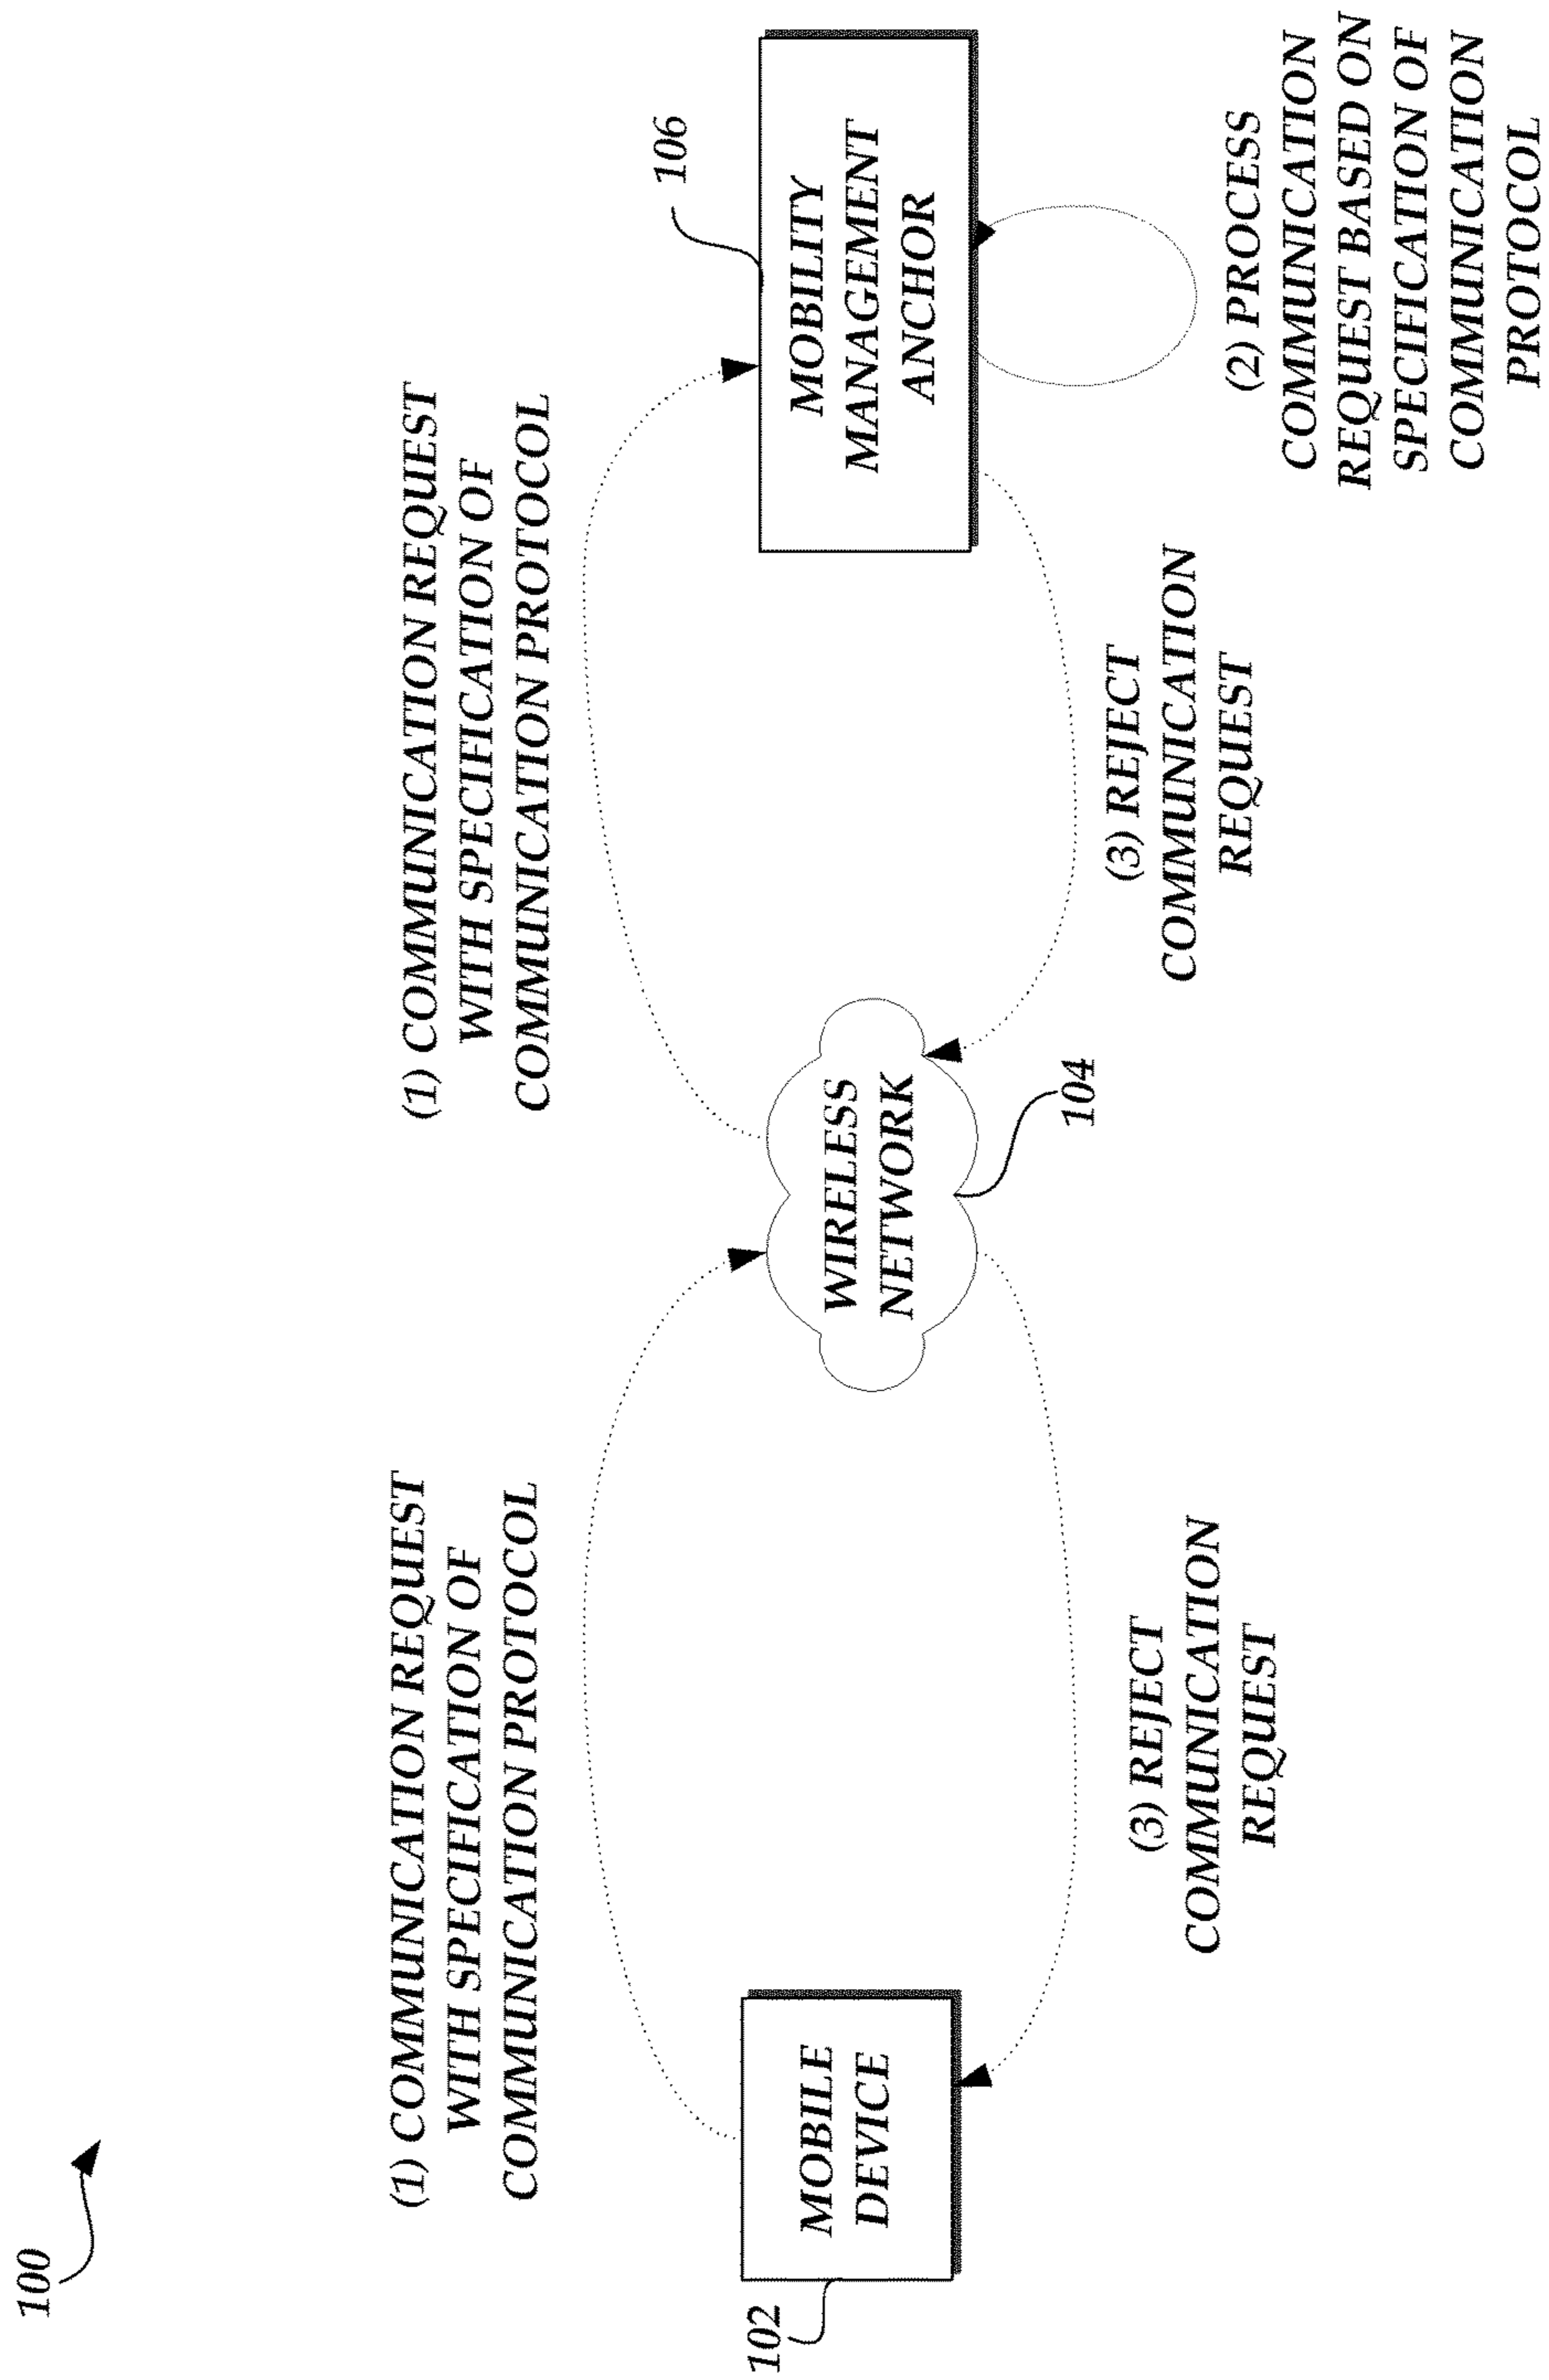 100
(1) COMMUNICATION REQUEST
WITH SPECIFICATION OF
COMMUNICATION PROTOCOL
(1) COMMUNICATION REQUEST
WITH SPECIFICATION OF
COMMUNICATION PROTOCOL
102
MOBILE
DEVICE
WIRELESS
NETWORK
104
106
MOBILITY
MANAGEMENT
ANCHOR
(3) REJECT
COMMUNICATION
REQUEST
(3) REJECT
COMMUNICATION
REQUEST
(2) PROCESS
COMMUNICATION
REQUEST BASED ON
SPECIFICATION OF
COMMUNICATION
PROTOCOL